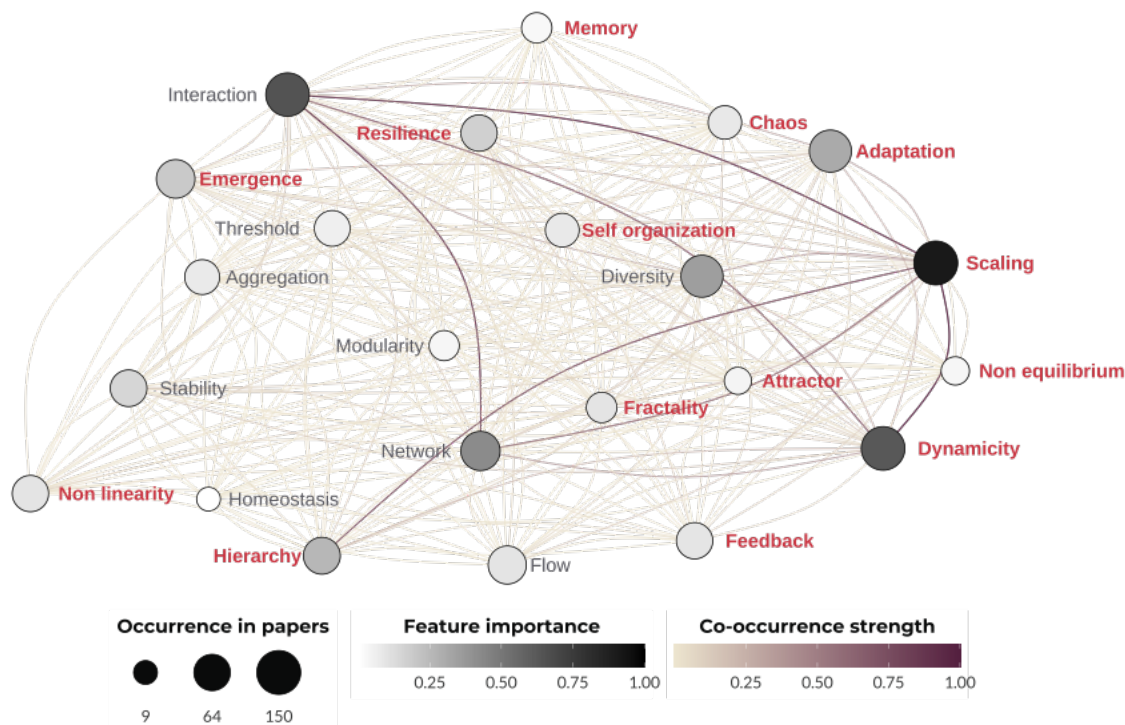 Memory
Interaction
Chaos
Resilience
Adaptation
Emergence
Threshold
Self organization
Scaling
Aggregation
Diversity
Modularity
Non equilibrium
Attractor
Stability
Fractality
Dynamicity
Network
Non linearity
Homeostasis
Feedback
Hierarchy
Flow
Occurrence in papers
9 64 150
Feature importance
0.25 0.50 0.75 1.00
Co-occurrence strength
0.25 0.50 0.75 1.00